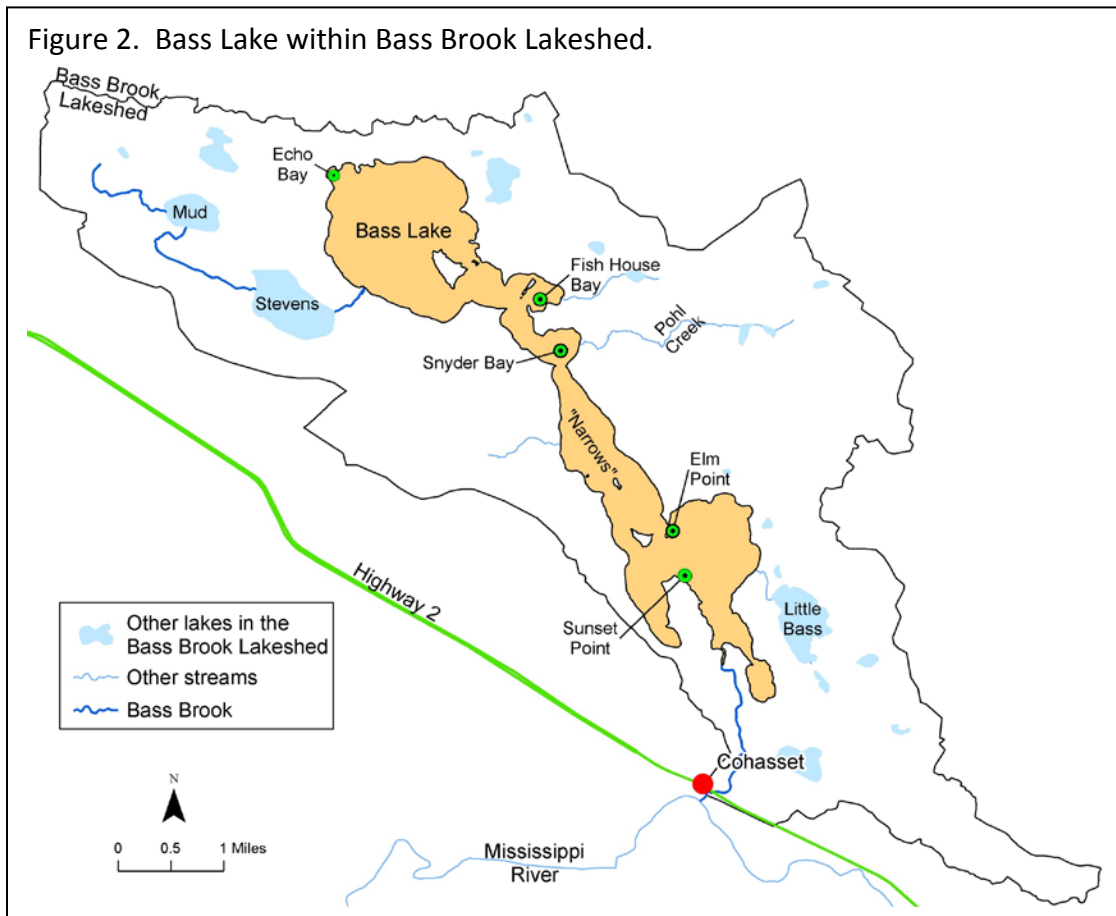 Figure 2.  Bass Lake within Bass Brook Lakeshed.
Bass Brook
Lakeshed
Echo
Bay
Mud
Bass Lake
Stevens
Fish House
Bay
Pohl
Creek
Snyder Bay
"Narrows"
Elm
Point
Highway 2
Sunset
Point
Little
Bass
Other lakes in the
Bass Brook Lakeshed
Other streams
Bass Brook
Cohasset
N
0 0.5 1 Miles
Mississippi
River